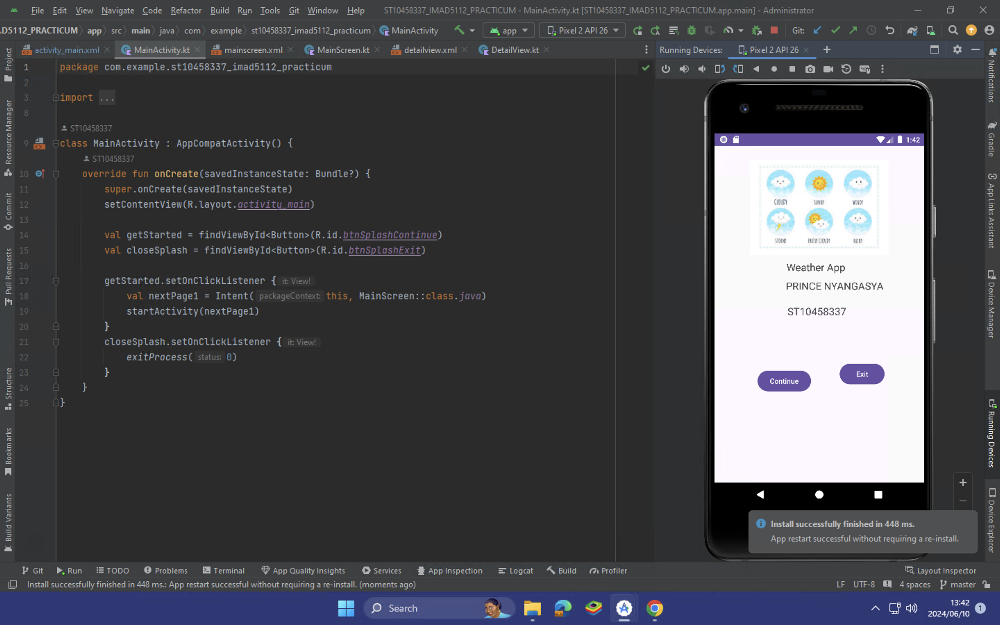 File Edit View Navigate Code Refactor Build Run Tools Git Window Help ST10458337_IMAD5112_PRACTICUM - MainActivity.kt [ST10458337_IMAD5112_PRACTICUM.app.main] - Administrator
.D5112_PRACTICUM app src main java com example st10458337_imad5112_practicum MainActivity app Pixel 2 API 26 Git:
activity_main.xml MainActivity.kt mainscreen.xml MainScreen.kt detailview.xml DetailView.kt Running Devices: Pixel 2 API 26
1 package com.example.st10458337_imad5112_practicum
2
3 import ...
8
ST10458337
9 class MainActivity : AppCompatActivity() {
ST10458337
10 override fun onCreate(savedInstanceState: Bundle?) {
11 super.onCreate(savedInstanceState)
12 setContentView(R.layout.activity_main)
13
14 val getStarted = findViewById<Button>(R.id.btnSplashContinue)
15 val closeSplash = findViewById<Button>(R.id.btnSplashExit)
16
17 getStarted.setOnClickListener { it: View!
18 val nextPage1 = Intent( packageContext: this, MainScreen::class.java)
19 startActivity(nextPage1)
20 }
21 closeSplash.setOnClickListener { it: View!
22 exitProcess( status: 0)
23 }
24 }
25 }
Project
Resource Manager
Commit
Pull Requests
Structure
Bookmarks
Build Variants
1:42
CLOUDY SUNNY WINDY
STORMY PARTLY CLOUDY RAINY
Weather App
PRINCE NYANGASYA
ST10458337
Continue Exit
Install successfully finished in 448 ms.
App restart successful without requiring a re-install.
Notifications
Gradle
App Links Assistant
Device Manager
Running Devices
Device Explorer
Git Run TODO Problems Terminal App Quality Insights Services App Inspection Logcat Build Profiler Layout Inspector
Install successfully finished in 448 ms.: App restart successful without requiring a re-install. (moments ago) LF UTF-8 4 spaces master
Search
13:42
2024/06/10
1